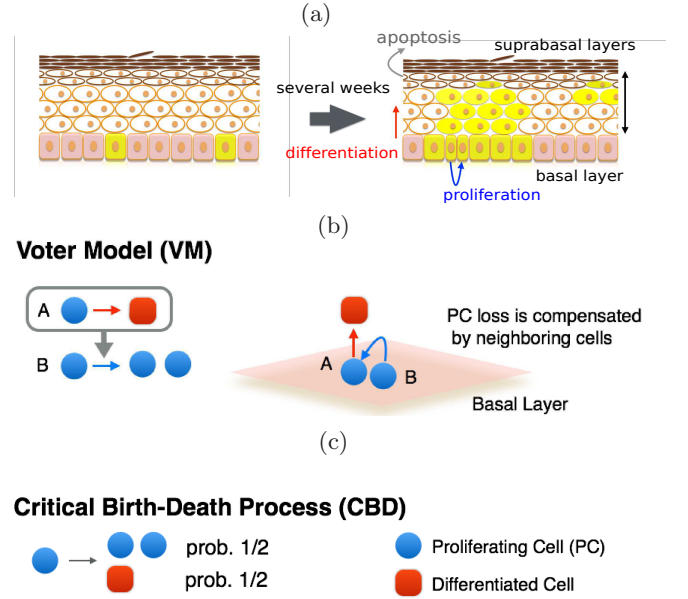 (a)
apoptosis
suprabasal layers
several weeks
differentiation
basal layer
proliferation
(b)
Voter Model (VM)
A
B
PC loss is compensated
by neighboring cells
A
B
Basal Layer
(c)
Critical Birth-Death Process (CBD)
prob. 1/2
prob. 1/2
Proliferating Cell (PC)
Differentiated Cell